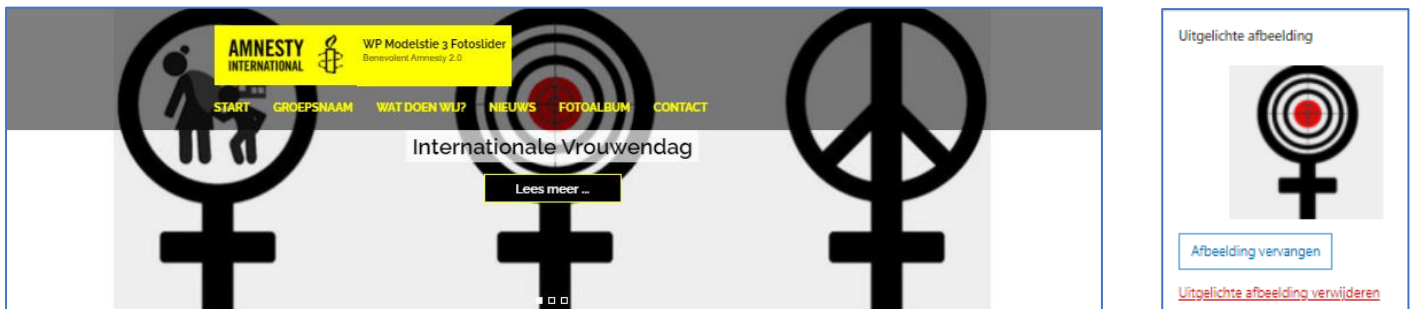 AMNESTY
INTERNATIONAL
WP Modelstie 3 Fotoslider
Benevolent Amnesty 2.0
START GROEPSNAAM WAT DOEN WIJ? NIEUWS FOTOALBUM CONTACT
Internationale Vrouwendag
Lees meer ...
Uitgelichte afbeelding
Afbeelding vervangen
Uitgelichte afbeelding verwijderen